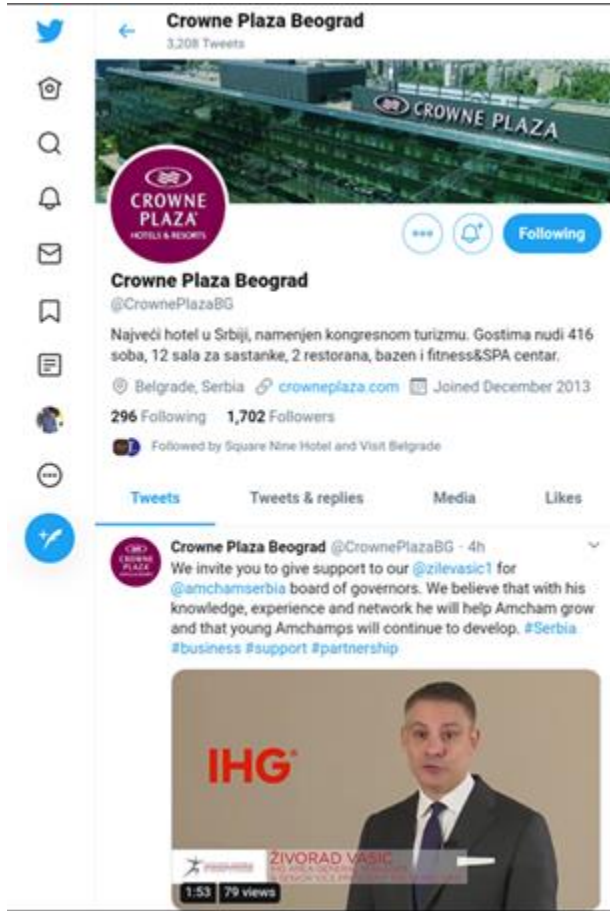 Crowne Plaza Beograd
3,208 Tweets
CROWNE PLAZA
CROWNE
PLAZA
HOTELS & RESORTS
Following
Crowne Plaza Beograd
@CrownePlazaBG
Najveći hotel u Srbiji, namenjen kongresnom turizmu. Gostima nudi 416
soba, 12 sala za sastanke, 2 restorana, bazen i fitness&SPA centar.
Belgrade, Serbia crowneplaza.com Joined December 2013
296 Following 1,702 Followers
Followed by Square Nine Hotel and Visit Belgrade
Tweets Tweets & replies Media Likes
CROWNE
PLAZA
Crowne Plaza Beograd @CrownePlazaBG · 4h
We invite you to give support to our @zilevasic1 for
@amchamserbia board of governors. We believe that with his
knowledge, experience and network he will help Amcham grow
and that young Amchamps will continue to develop. #Serbia
#business #support #partnership
IHG
ŽIVORAD VASIĆ
1:53 79 views